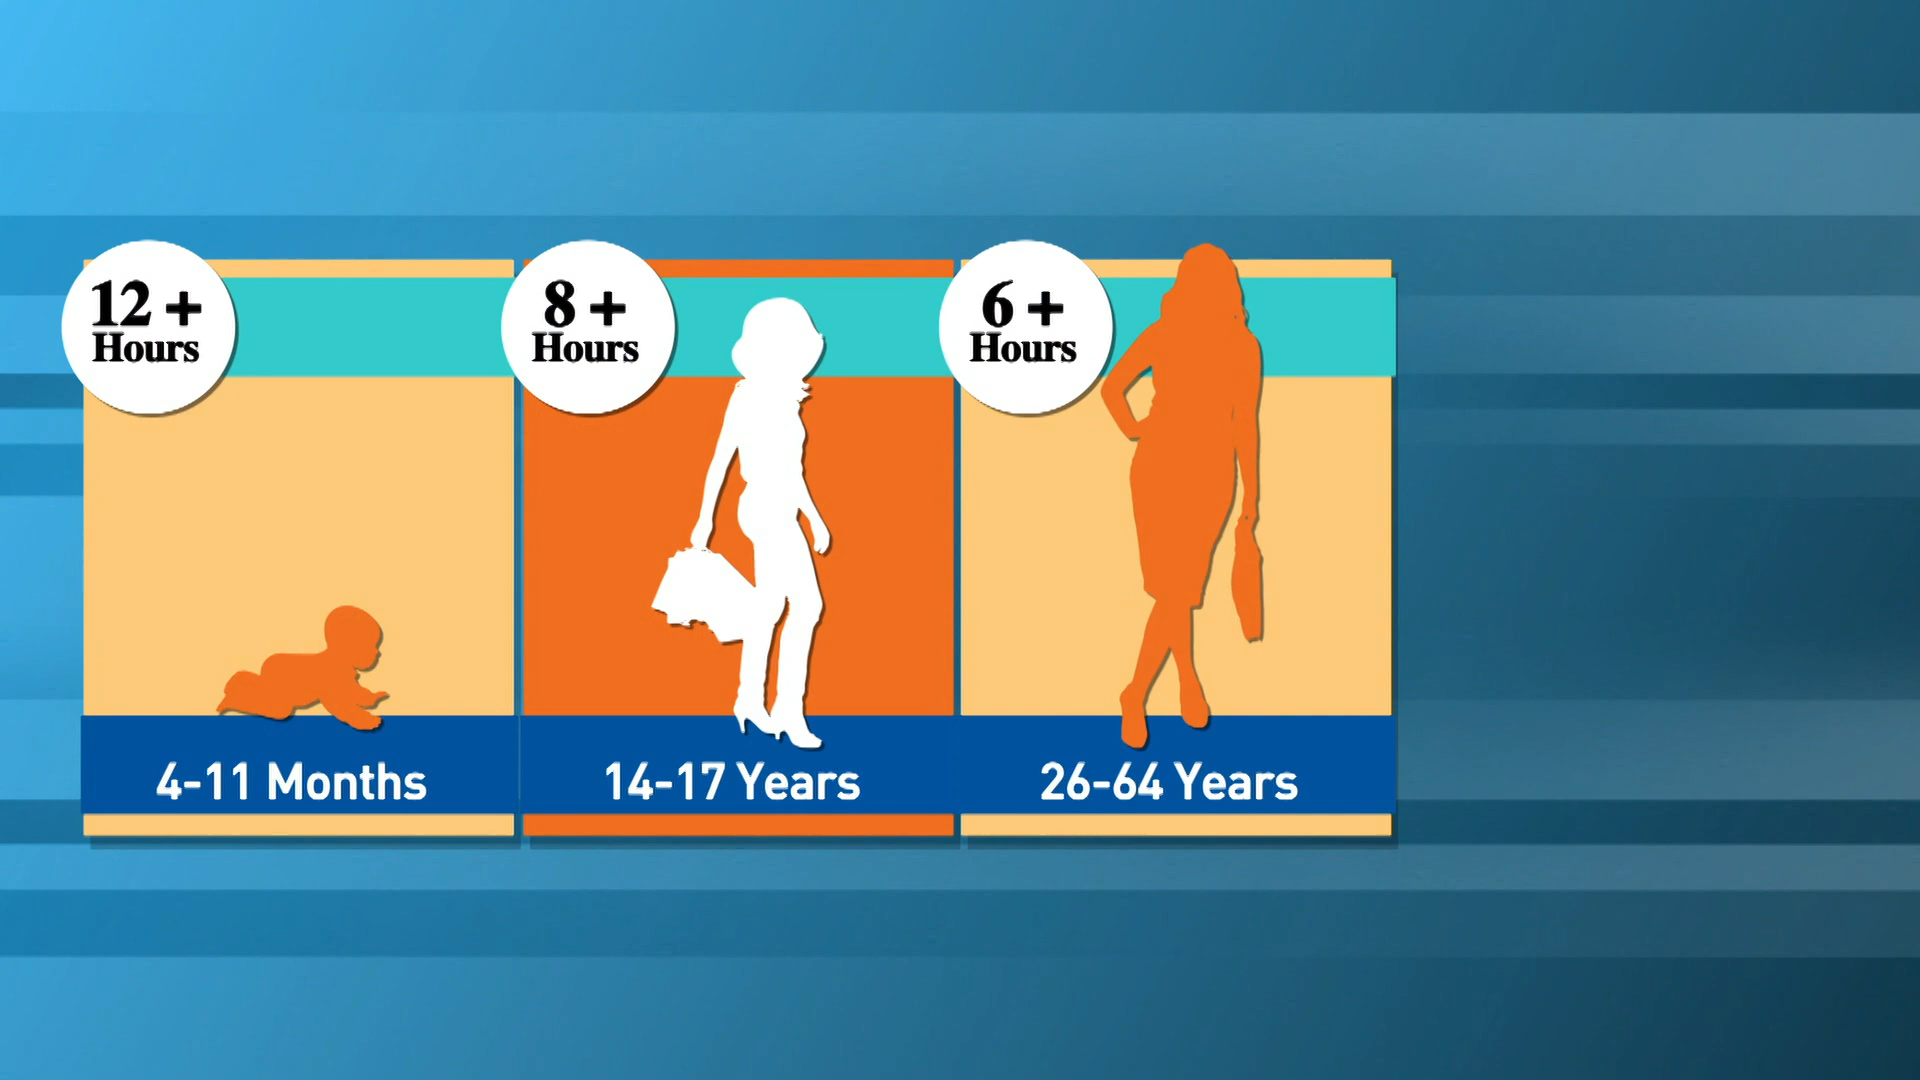 12 +
Hours
8 +
Hours
6 +
Hours
4-11 Months
14-17 Years
26-64 Years